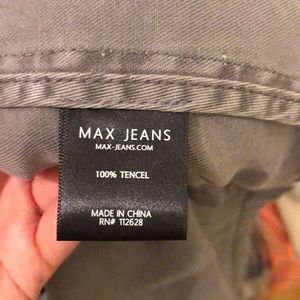 MAX JEANS
MAX-JEANS.COM
100% TENCEL
MADE IN CHINA
RN# 112628